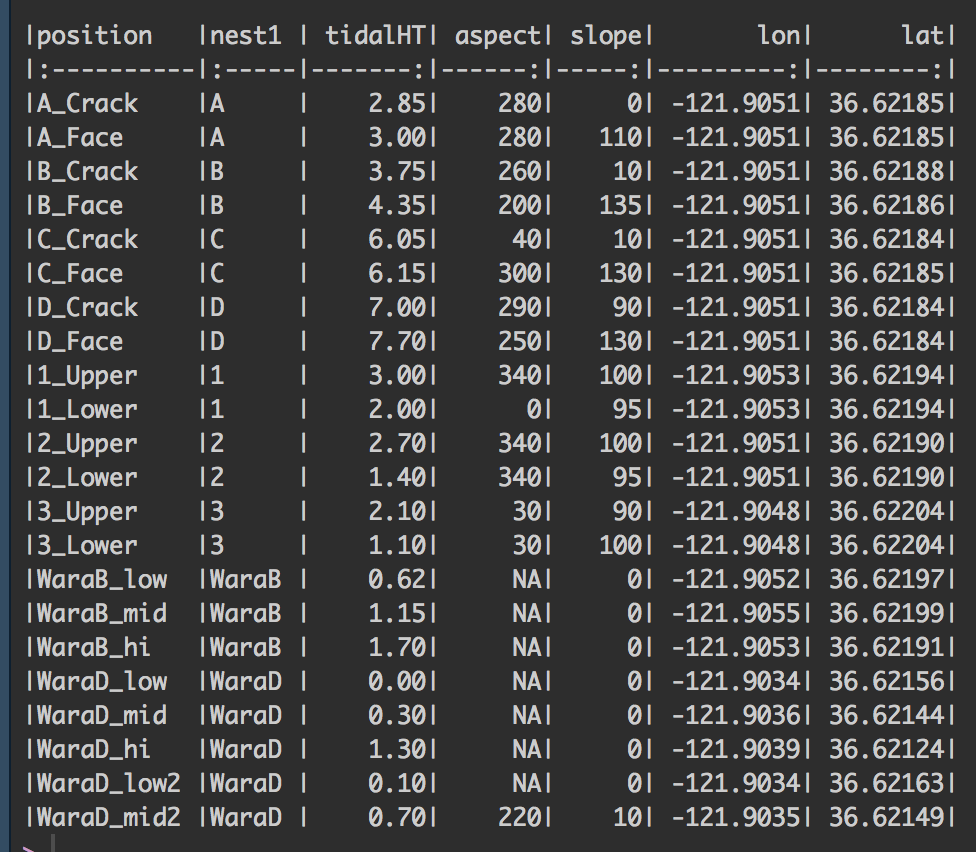 |position   |nest1 | tidalHT| aspect| slope|       lon|      lat|
|:----------|:-----|-------:|------:|-----:|---------:|--------:|
|A_Crack    |A     |    2.85|    280|     0| -121.9051| 36.62185|
|A_Face     |A     |    3.00|    280|   110| -121.9051| 36.62185|
|B_Crack    |B     |    3.75|    260|    10| -121.9051| 36.62188|
|B_Face     |B     |    4.35|    200|   135| -121.9051| 36.62186|
|C_Crack    |C     |    6.05|     40|    10| -121.9051| 36.62184|
|C_Face     |C     |    6.15|    300|   130| -121.9051| 36.62185|
|D_Crack    |D     |    7.00|    290|    90| -121.9051| 36.62184|
|D_Face     |D     |    7.70|    250|   130| -121.9051| 36.62184|
|1_Upper    |1     |    3.00|    340|   100| -121.9053| 36.62194|
|1_Lower    |1     |    2.00|      0|    95| -121.9053| 36.62194|
|2_Upper    |2     |    2.70|    340|   100| -121.9051| 36.62190|
|2_Lower    |2     |    1.40|    340|    95| -121.9051| 36.62190|
|3_Upper    |3     |    2.10|     30|    90| -121.9048| 36.62204|
|3_Lower    |3     |    1.10|     30|   100| -121.9048| 36.62204|
|WaraB_low  |WaraB |    0.62|     NA|     0| -121.9052| 36.62197|
|WaraB_mid  |WaraB |    1.15|     NA|     0| -121.9055| 36.62199|
|WaraB_hi   |WaraB |    1.70|     NA|     0| -121.9053| 36.62191|
|WaraD_low  |WaraD |    0.00|     NA|     0| -121.9034| 36.62156|
|WaraD_mid  |WaraD |    0.30|     NA|     0| -121.9036| 36.62144|
|WaraD_hi   |WaraD |    1.30|     NA|     0| -121.9039| 36.62124|
|WaraD_low2 |WaraD |    0.10|     NA|     0| -121.9034| 36.62163|
|WaraD_mid2 |WaraD |    0.70|    220|    10| -121.9035| 36.62149|